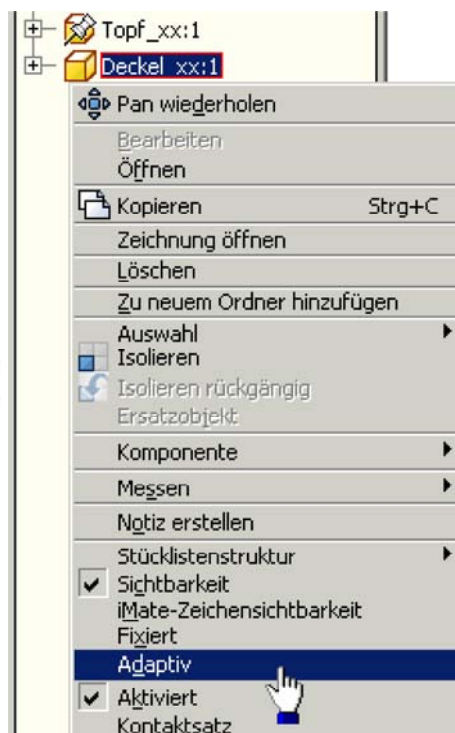 Topf_xx:1
Deckel_xx:1
Pan wiederholen
Bearbeiten
Öffnen
Kopieren Strg+C
Zeichnung öffnen
Löschen
Zu neuem Ordner hinzufügen
Auswahl
Isolieren
Isolieren rückgängig
Ersatzobjekt
Komponente
Messen
Notiz erstellen
Stücklistenstruktur
Sichtbarkeit
iMate-Zeichensichtbarkeit
Fixiert
Adaptiv
Aktiviert
Kontaktsatz